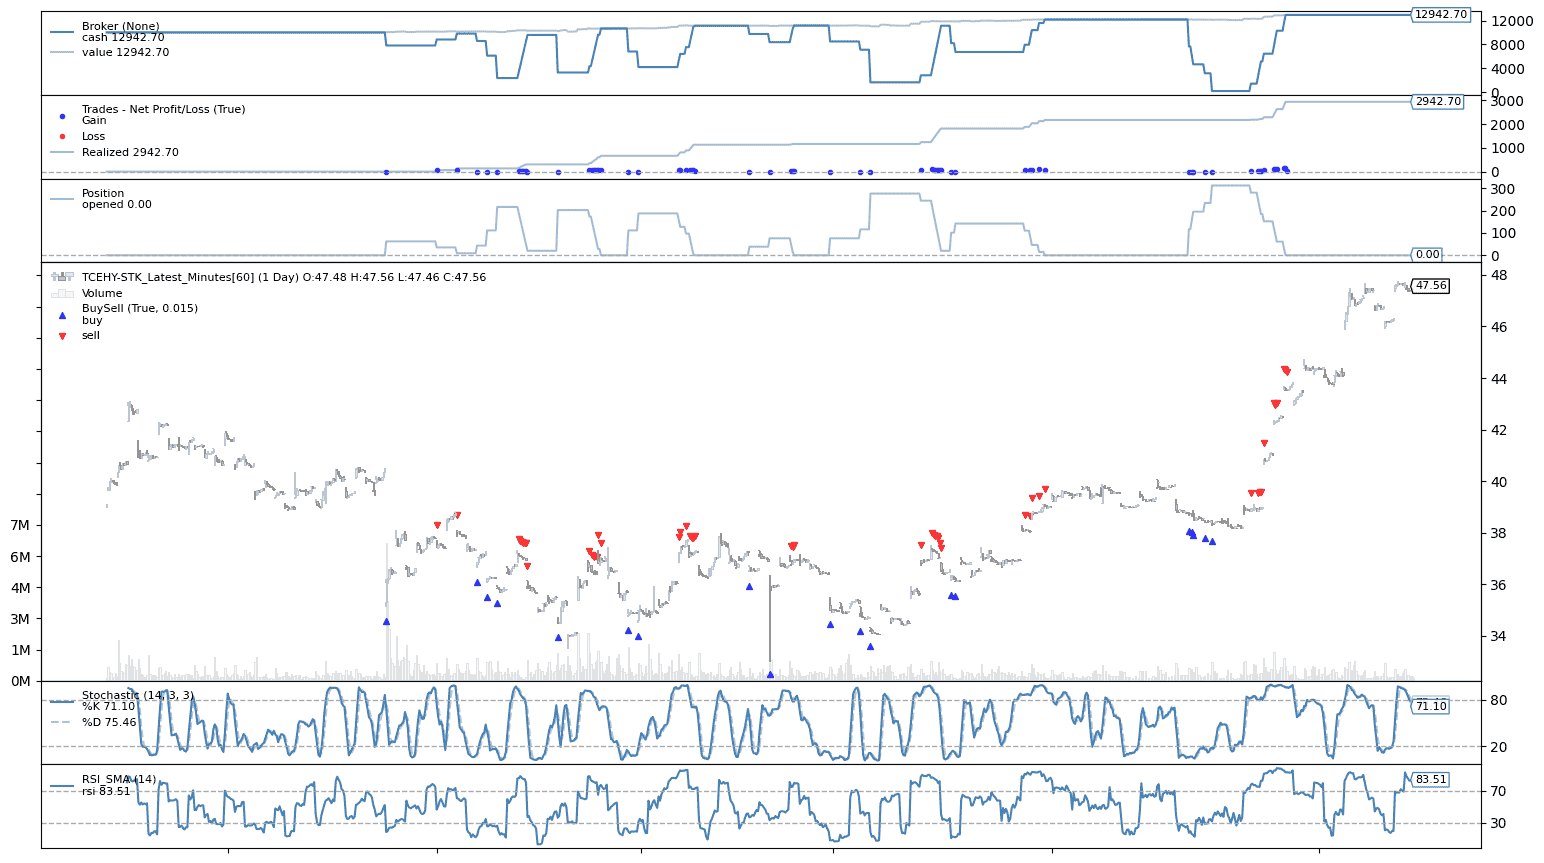 Broker (None)
cash 12942.70
value 12942.70
12942.70
12000
8000
4000
0
Trades - Net Profit/Loss (True)
Gain
Loss
Realized 2942.70
2942.70
3000
2000
1000
0
Position
opened 0.00
300
200
100
0
0.00
TCEHY-STK_Latest_Minutes[60] (1 Day) O:47.48 H:47.56 L:47.46 C:47.56
Volume
BuySell (True, 0.015)
buy
sell
48
47.56
46
44
42
40
38
36
34
7M
6M
4M
3M
1M
0M
Stochastic (14, 3, 3)
%K 71.10
%D 75.46
80
71.10
20
RSI_SMA (14)
rsi 83.51
83.51
70
30